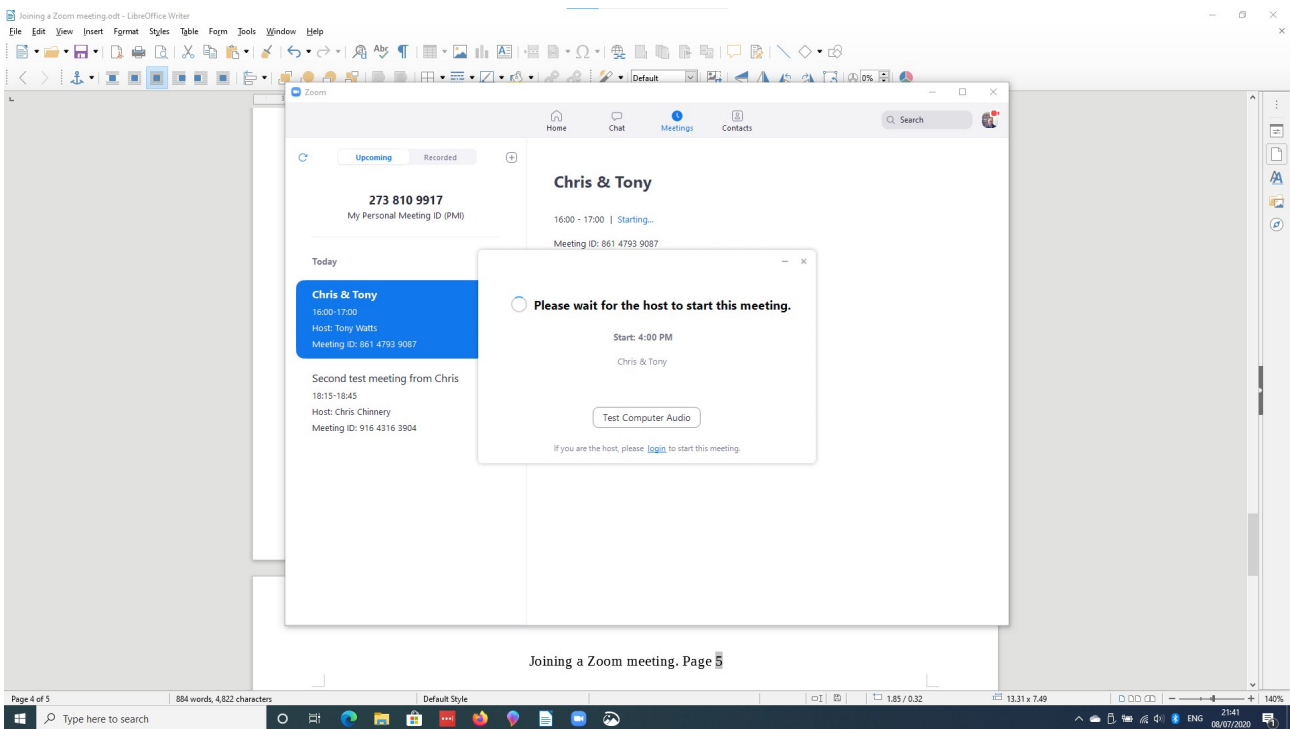 Joining a Zoom meeting.odt - LibreOffice Writer
File Edit View Insert Format Styles Table Form Tools Window Help
Default
0%
Zoom
Home Chat Meetings Contacts
Search
Upcoming Recorded
273 810 9917
My Personal Meeting ID (PMI)
Today
Chris & Tony
16:00-17:00
Host: Tony Watts
Meeting ID: 861 4793 9087
Second test meeting from Chris
18:15-18:45
Host: Chris Chinnery
Meeting ID: 916 4316 3904
Chris & Tony
16:00 - 17:00 | Starting...
Meeting ID: 861 4793 9087
Please wait for the host to start this meeting.
Start: 4:00 PM
Chris & Tony
Test Computer Audio
If you are the host, please login to start this meeting.
Joining a Zoom meeting. Page 5
Page 4 of 5 884 words, 4,822 characters Default Style 1.85 / 0.32 13.31 x 7.49 140%
Type here to search
ENG
21:41
08/07/2020